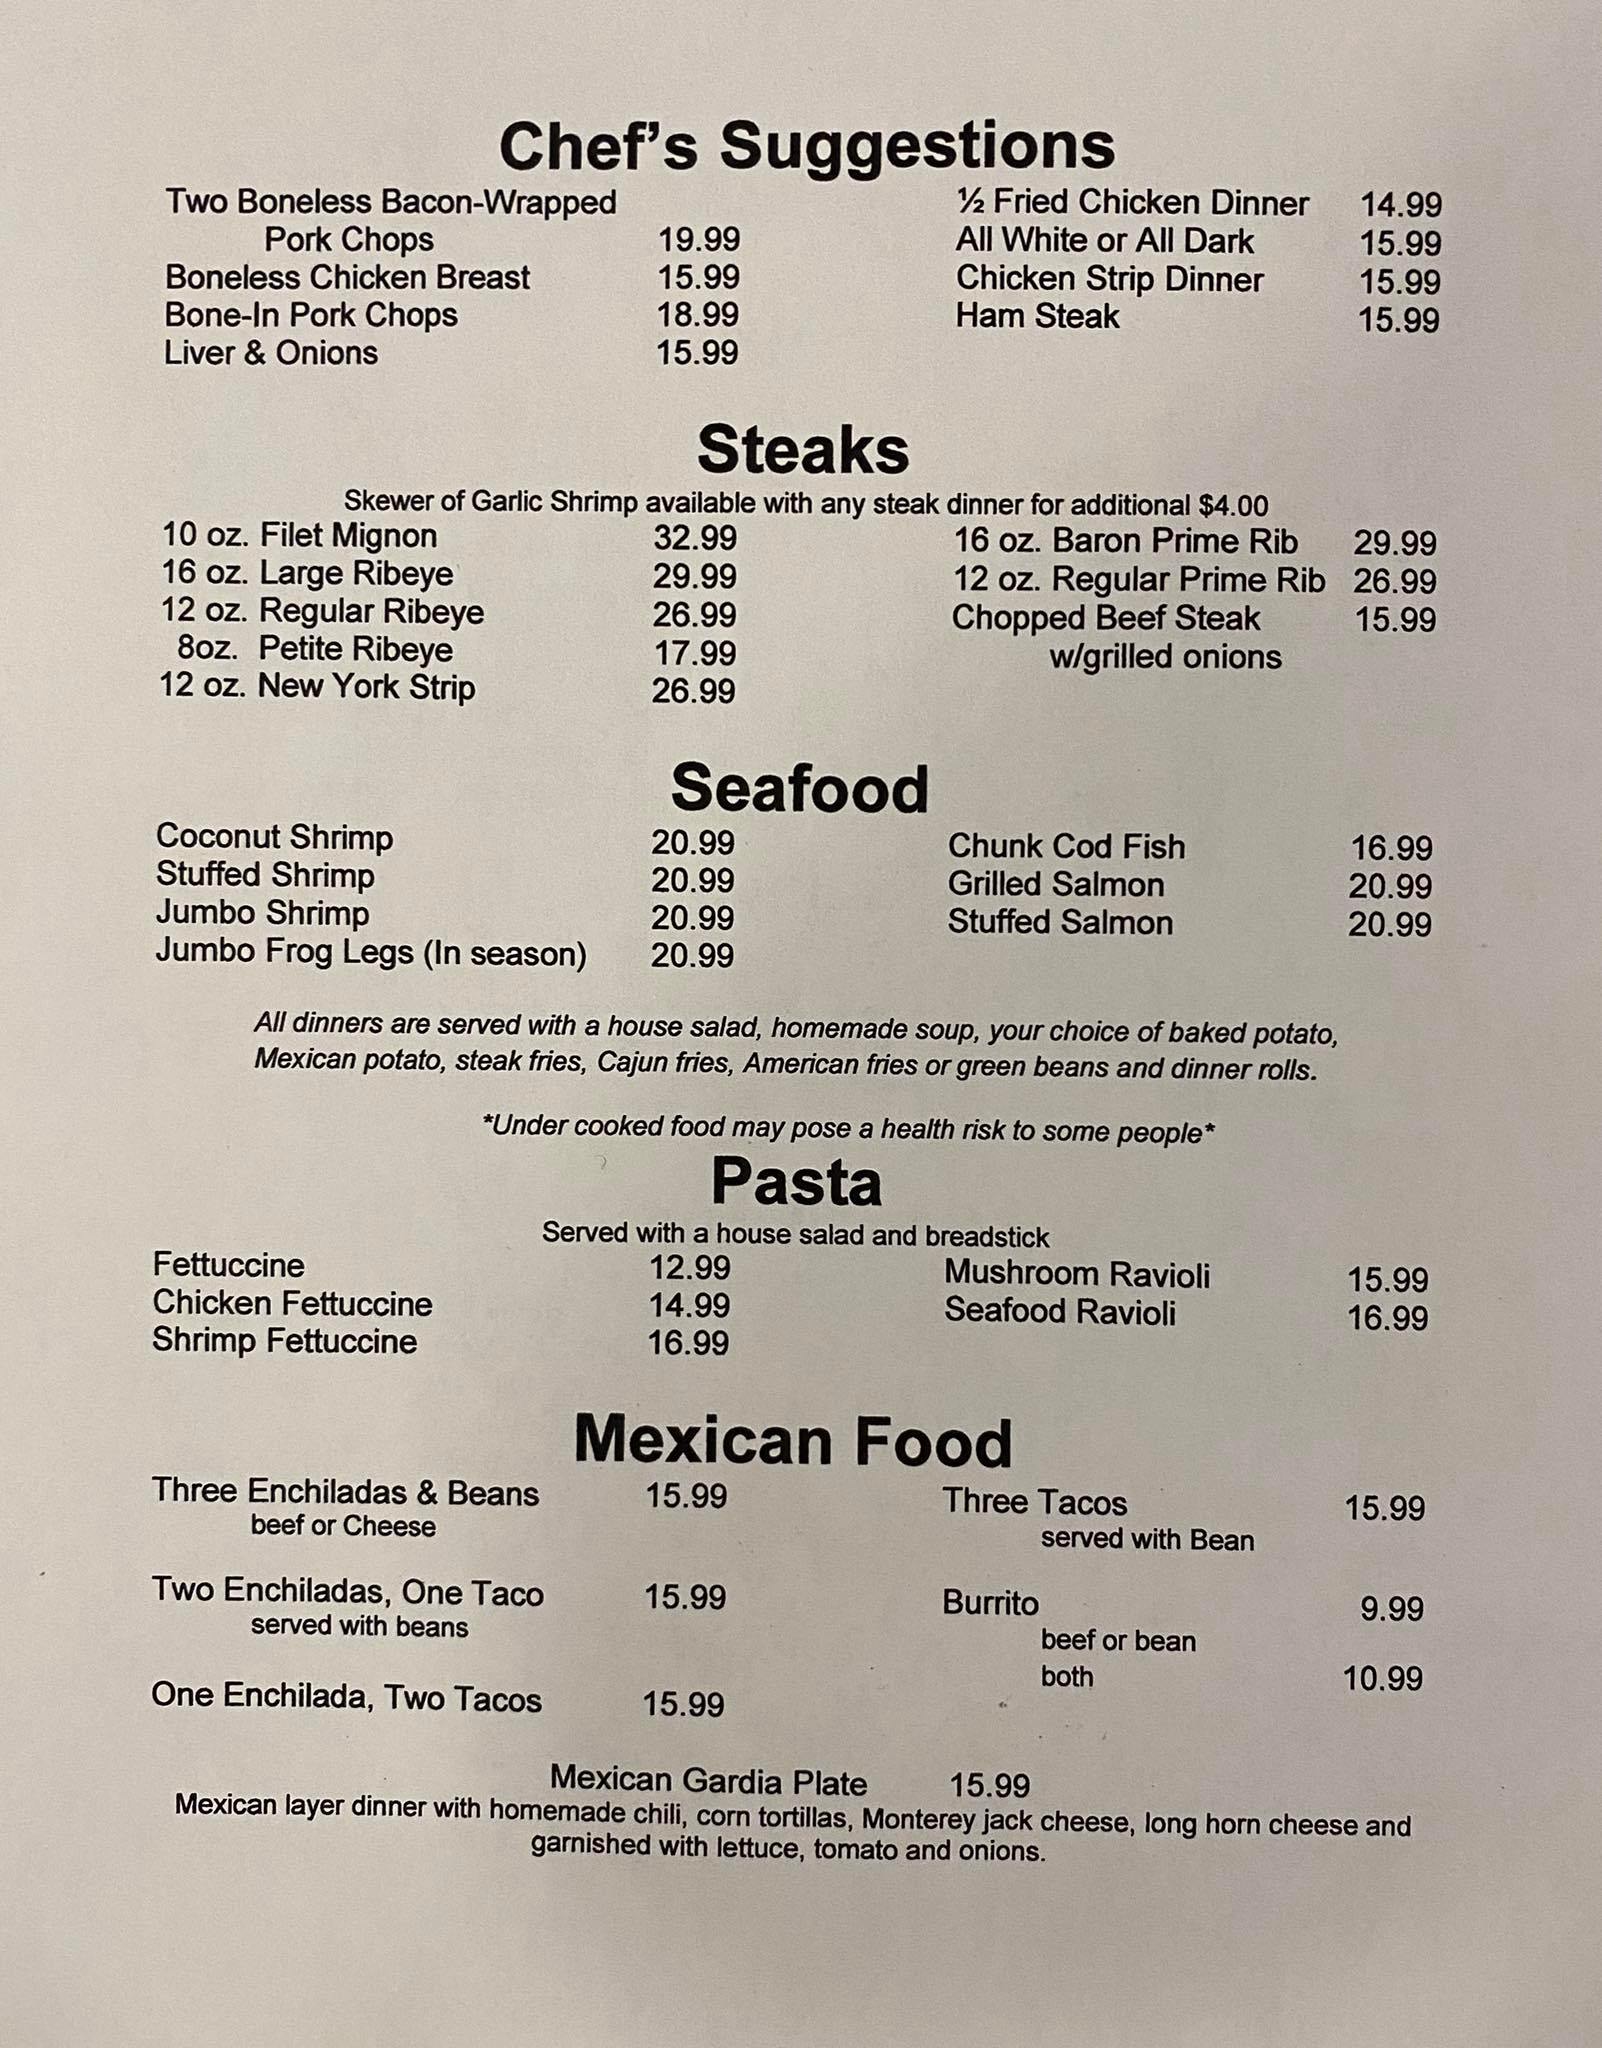 Chef's Suggestions
Two Boneless Bacon-Wrapped
Pork Chops 19.99
Boneless Chicken Breast 15.99
Bone-In Pork Chops 18.99
Liver & Onions 15.99
½ Fried Chicken Dinner 14.99
All White or All Dark 15.99
Chicken Strip Dinner 15.99
Ham Steak 15.99
Steaks
Skewer of Garlic Shrimp available with any steak dinner for additional $4.00
10 oz. Filet Mignon 32.99
16 oz. Large Ribeye 29.99
12 oz. Regular Ribeye 26.99
8oz. Petite Ribeye 17.99
12 oz. New York Strip 26.99
16 oz. Baron Prime Rib 29.99
12 oz. Regular Prime Rib 26.99
Chopped Beef Steak 15.99
w/grilled onions
Seafood
Coconut Shrimp 20.99
Stuffed Shrimp 20.99
Jumbo Shrimp 20.99
Jumbo Frog Legs (In season) 20.99
Chunk Cod Fish 16.99
Grilled Salmon 20.99
Stuffed Salmon 20.99
All dinners are served with a house salad, homemade soup, your choice of baked potato,
Mexican potato, steak fries, Cajun fries, American fries or green beans and dinner rolls.
*Under cooked food may pose a health risk to some people*
Pasta
Served with a house salad and breadstick
Fettuccine 12.99
Chicken Fettuccine 14.99
Shrimp Fettuccine 16.99
Mushroom Ravioli 15.99
Seafood Ravioli 16.99
Mexican Food
Three Enchiladas & Beans 15.99
beef or Cheese
Two Enchiladas, One Taco 15.99
served with beans
One Enchilada, Two Tacos 15.99
Three Tacos 15.99
served with Bean
Burrito 9.99
beef or bean
both 10.99
Mexican Gardia Plate 15.99
Mexican layer dinner with homemade chili, corn tortillas, Monterey jack cheese, long horn cheese and
garnished with lettuce, tomato and onions.